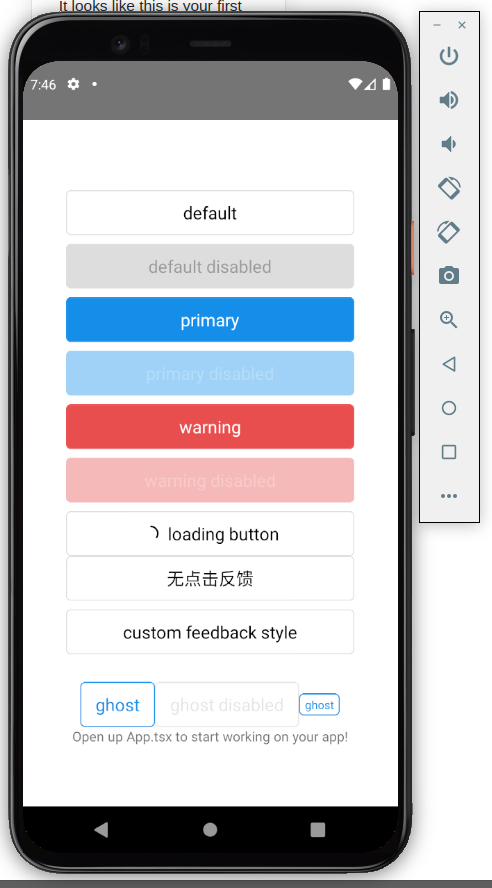 It looks like this is your first
7:46
default
default disabled
primary
primary disabled
warning
warning disabled
loading button
无点击反馈
custom feedback style
ghost
ghost disabled
ghost
Open up App.tsx to start working on your app!